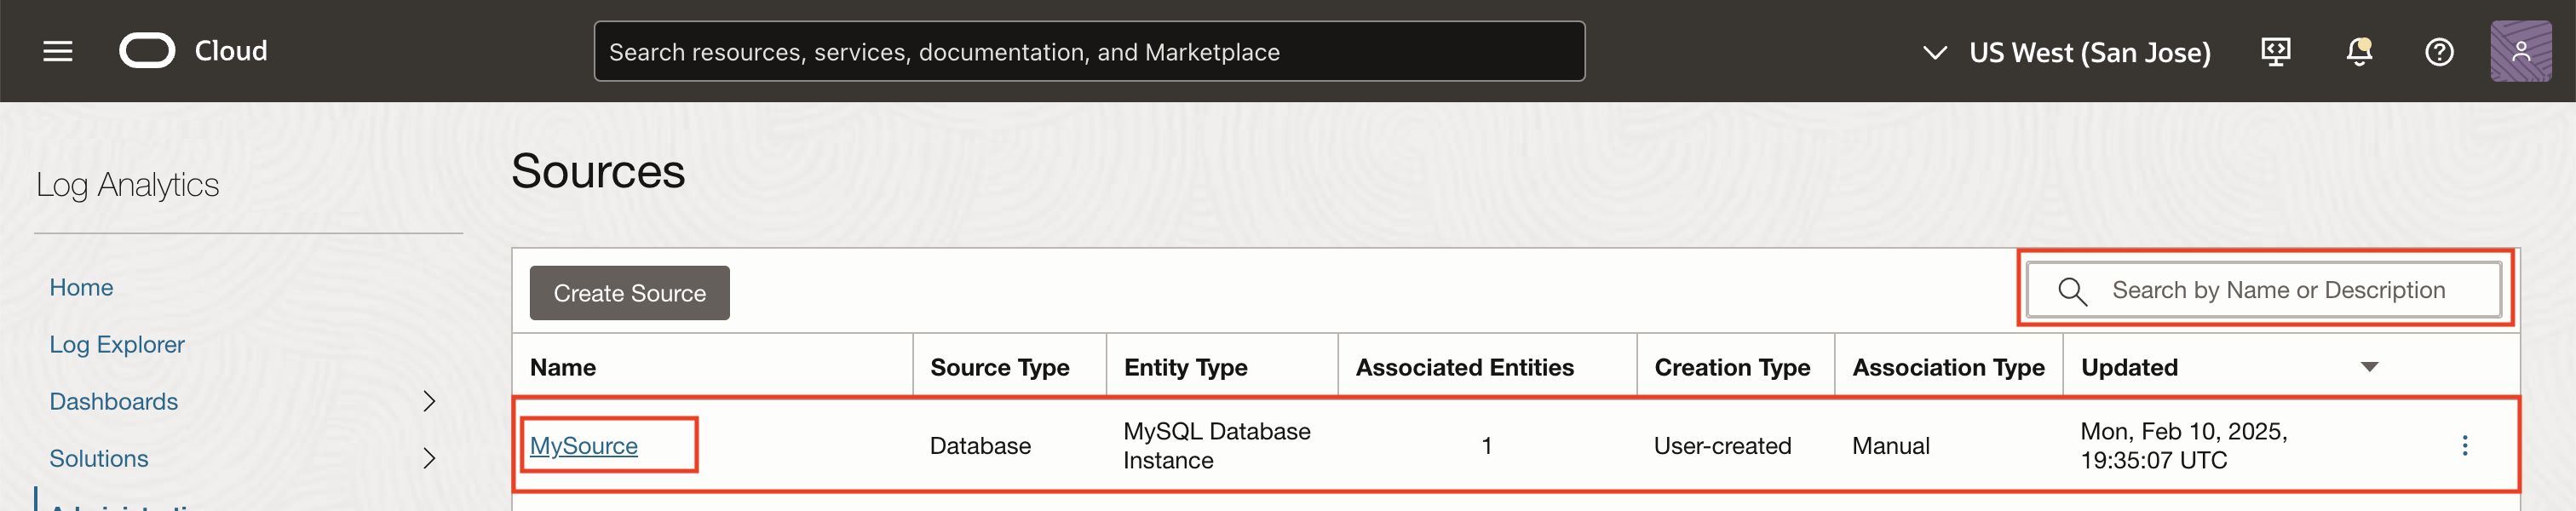 Cloud
Search resources, services, documentation, and Marketplace
US West (San Jose)
Log Analytics
Home
Log Explorer
Dashboards
Solutions
Sources
Create Source
Search by Name or Description
Name Source Type Entity Type Associated Entities Creation Type Association Type Updated
MySource Database MySQL Database Instance 1 User-created Manual Mon, Feb 10, 2025, 19:35:07 UTC